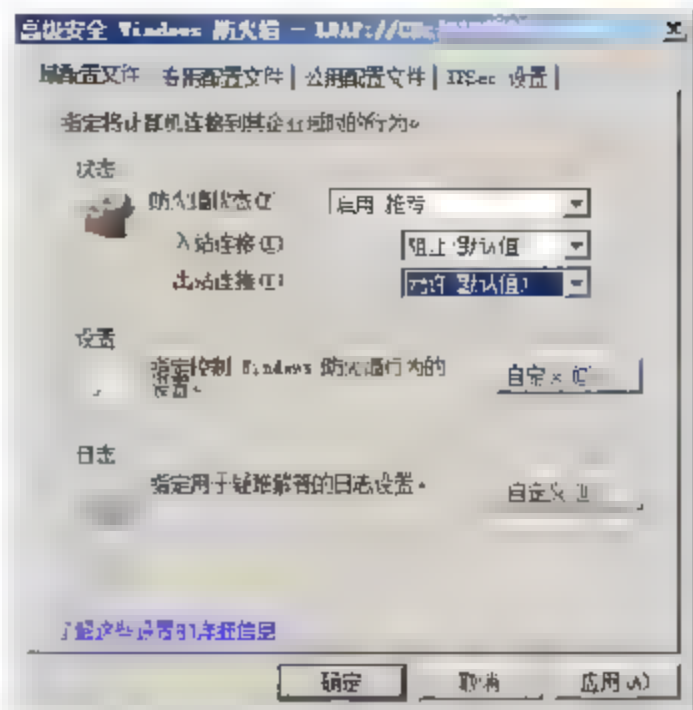 高级安全 Windows 防火墙 - LDAP://CN=
域配置文件 专用配置文件 公用配置文件 IPSec 设置
指定将计算机连接到其企业域时的行为。
状态
防火墙状态(F) 启用 推荐
入站连接(I) 阻止 默认值
出站连接 允许 默认值)
设置
指定控制 Windows 防火墙行为的
设置。 自定义(C)
日志
指定用于疑难解答的日志设置。 自定义
了解这些设置的详细信息
确定 取消 应用(A)